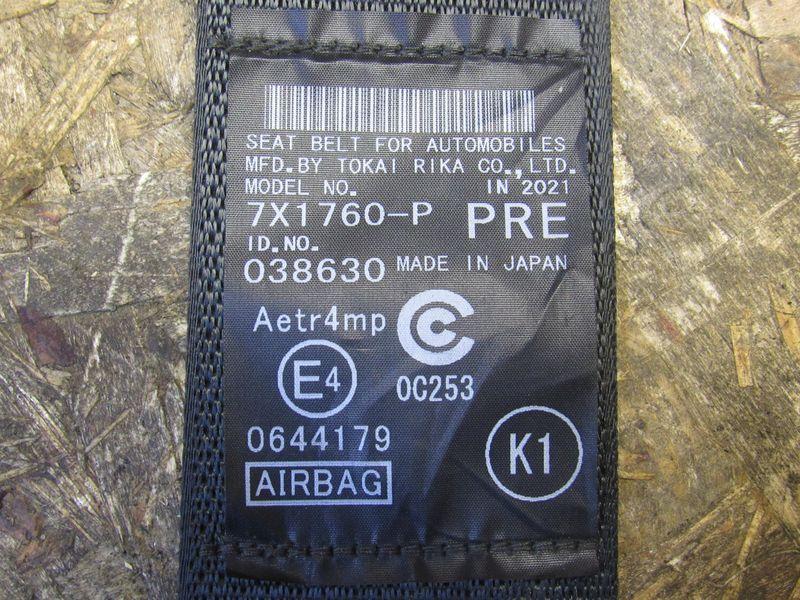 SEAT BELT FOR AUTOMOBILES
MFD.BY TOKAI RIKA CO.,LTD.
MODEL NO. IN 2021
7X1760-P PRE
ID.NO.
038630 MADE IN JAPAN
Aetr4mp
E4 0C253
0644179 K1
AIRBAG